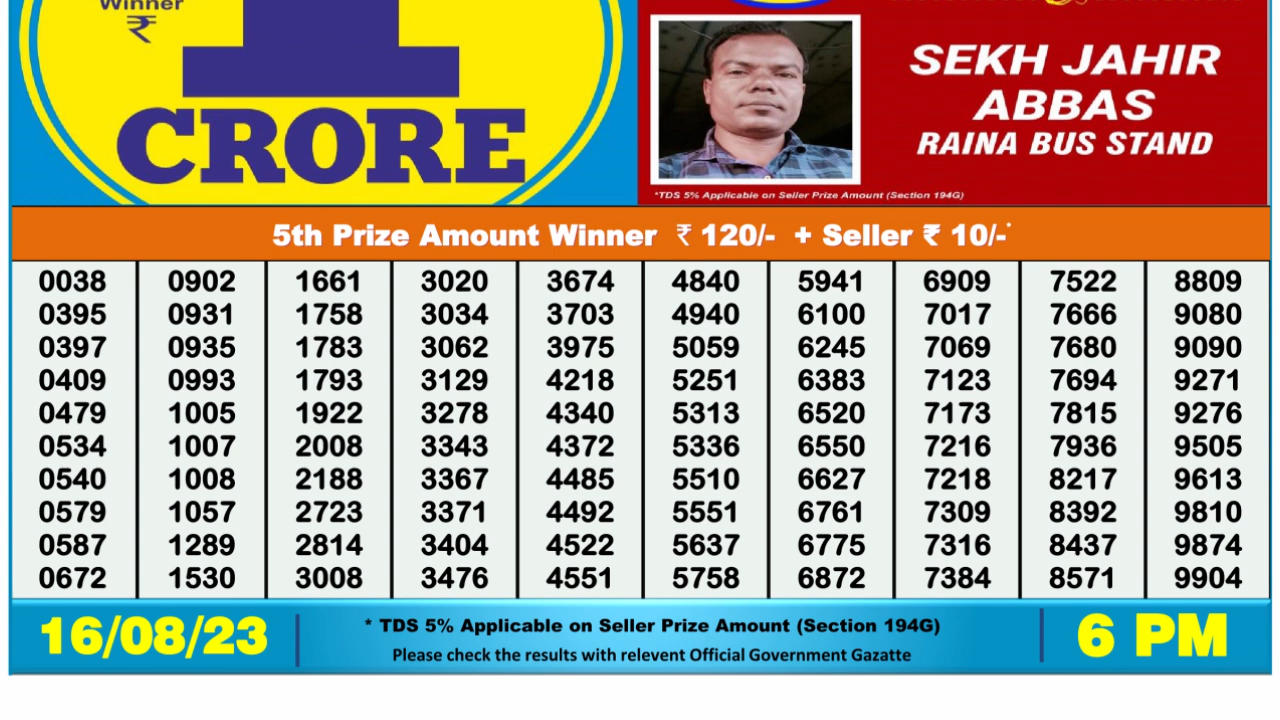 Winner
₹
1
CRORE
SEKH JAHIR
ABBAS
RAINA BUS STAND
*TDS 5% Applicable on Seller Prize Amount (Section 194G)
5th Prize Amount Winner ₹ 120/- + Seller ₹ 10/-*
0038 0902 1661 3020 3674 4840 5941 6909 7522 8809
0395 0931 1758 3034 3703 4940 6100 7017 7666 9080
0397 0935 1783 3062 3975 5059 6245 7069 7680 9090
0409 0993 1793 3129 4218 5251 6383 7123 7694 9271
0479 1005 1922 3278 4340 5313 6520 7173 7815 9276
0534 1007 2008 3343 4372 5336 6550 7216 7936 9505
0540 1008 2188 3367 4485 5510 6627 7218 8217 9613
0579 1057 2723 3371 4492 5551 6761 7309 8392 9810
0587 1289 2814 3404 4522 5637 6775 7316 8437 9874
0672 1530 3008 3476 4551 5758 6872 7384 8571 9904
16/08/23
* TDS 5% Applicable on Seller Prize Amount (Section 194G)
Please check the results with relevent Official Government Gazatte
6 PM